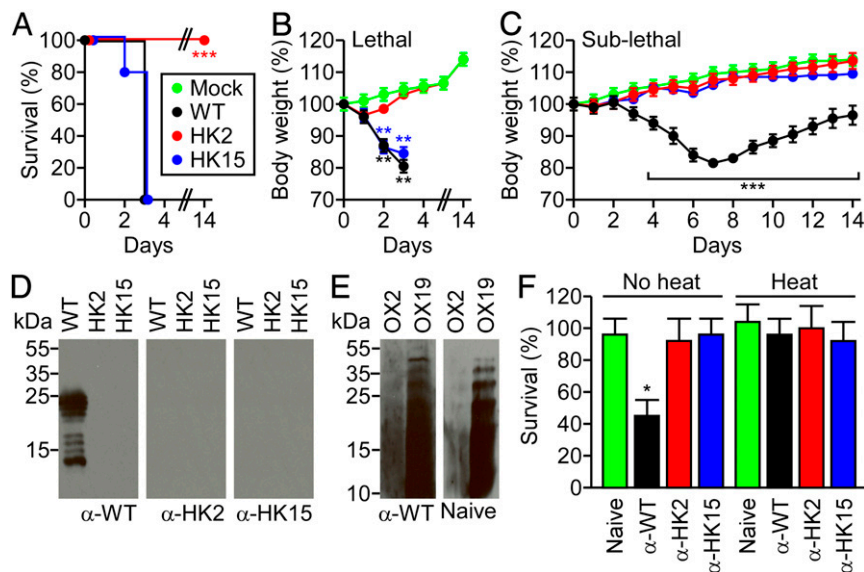 A
Survival (%)
100
80
60
40
20
0
0
3
14
Days
***
Mock
WT
HK2
HK15
B
Lethal
Body weight (%)
120
110
100
90
80
70
0
2
4
14
Days
**
**
**
**
C
Sub-lethal
Body weight (%)
120
110
100
90
80
70
0
1
2
3
4
5
6
7
8
9
10
11
12
13
14
Days
***
D
kDa
55
35
25
15
WT
HK2
HK15
WT
HK2
HK15
WT
HK2
HK15
α-WT
α-HK2
α-HK15
E
kDa
55
35
25
15
10
OX2
OX19
OX2
OX19
α-WT
Naive
F
No heat
Heat
Survival (%)
120
100
80
60
40
20
0
*
Naive
α-WT
α-HK2
α-HK15
Naive
α-WT
α-HK2
α-HK15